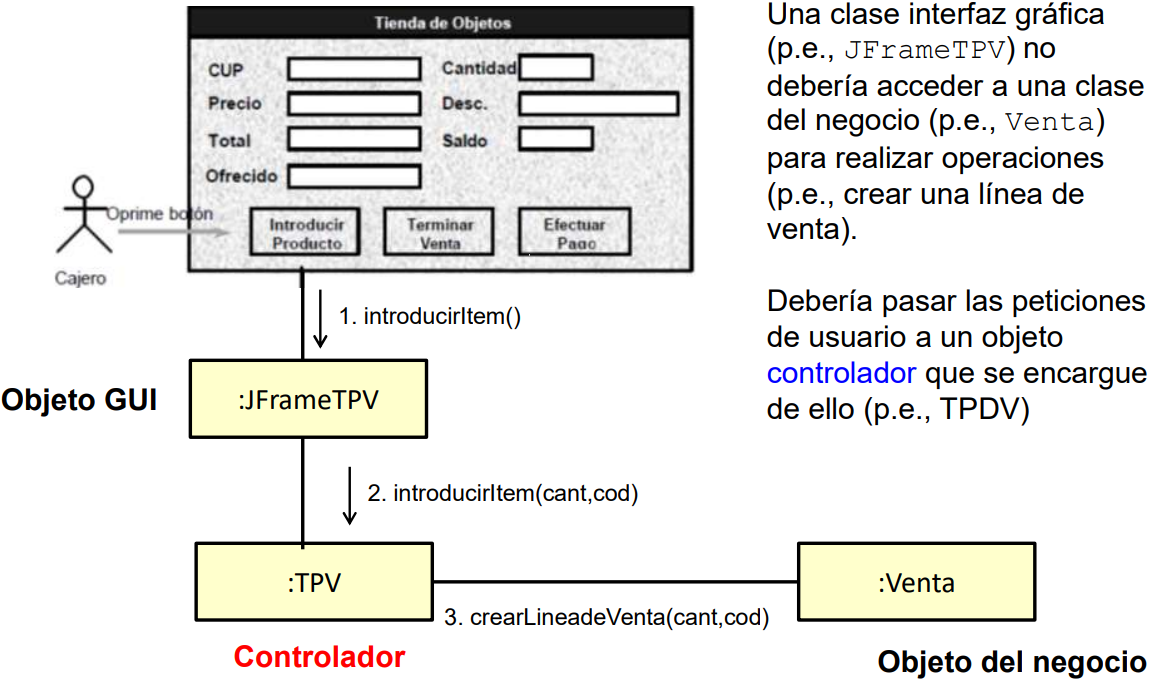 Tienda de Objetos
CUP
Cantidad
Precio
Desc.
Total
Saldo
Ofrecido
Oprime botón
Introducir
Producto
Terminar
Venta
Efectuar
Pago
Cajero
Una clase interfaz gráfica
(p.e., JFrameTPV) no
debería acceder a una clase
del negocio (p.e., Venta)
para realizar operaciones
(p.e., crear una línea de
venta).
Debería pasar las peticiones
de usuario a un objeto
controlador que se encargue
de ello (p.e., TPDV)
1. introducirItem()
Objeto GUI
:JFrameTPV
2. introducirItem(cant,cod)
:TPV
:Venta
3. crearLineadeVenta(cant,cod)
Controlador
Objeto del negocio